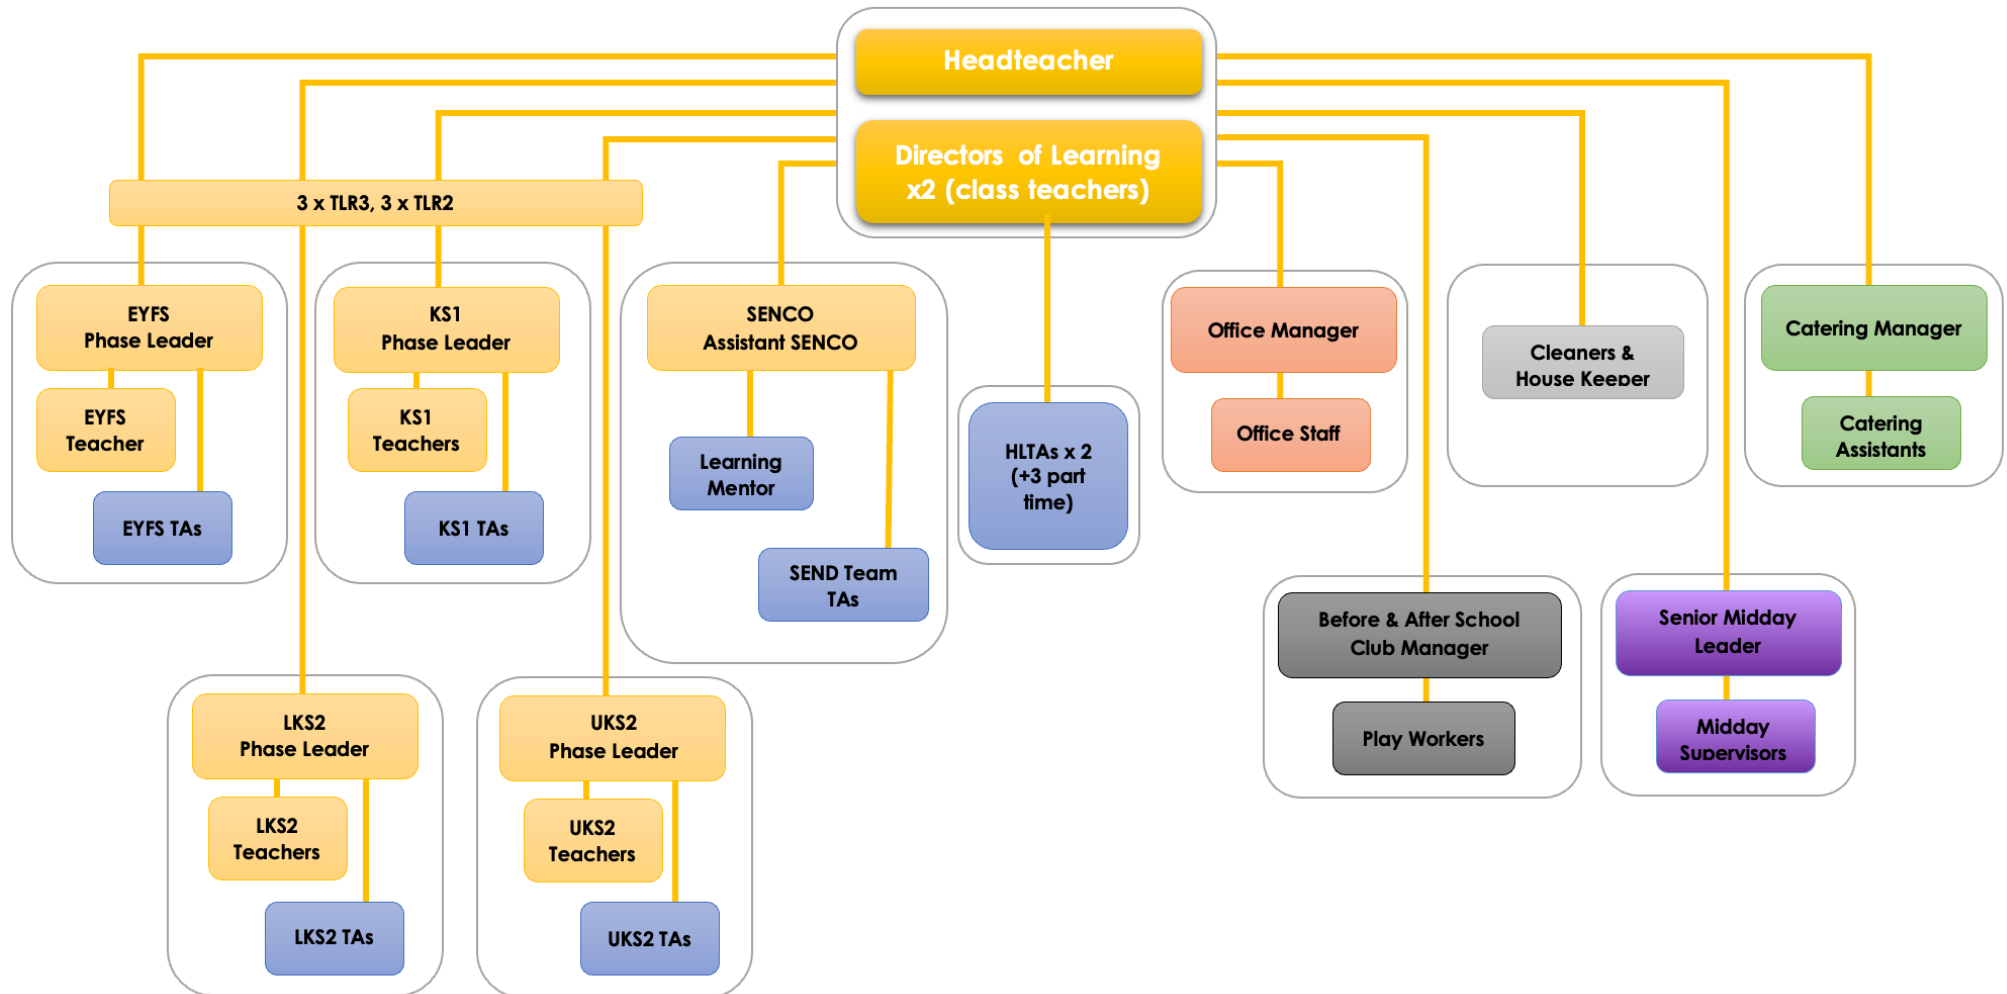 Headteacher
Directors of Learning
x2 (class teachers)
3 x TLR3, 3 x TLR2
EYFS
Phase Leader
EYFS
Teacher
EYFS TAs
KS1
Phase Leader
KS1
Teachers
KS1 TAs
SENCO
Assistant SENCO
Learning
Mentor
SEND Team
TAs
HLTAs x 2
(+3 part
time)
Office Manager
Office Staff
Cleaners &
House Keeper
Catering Manager
Catering
Assistants
LKS2
Phase Leader
LKS2
Teachers
LKS2 TAs
UKS2
Phase Leader
UKS2
Teachers
UKS2 TAs
Before & After School
Club Manager
Play Workers
Senior Midday
Leader
Midday
Supervisors